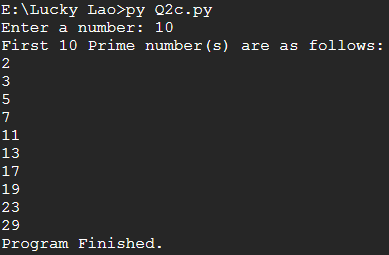 E:\Lucky Lao>py Q2c.py
Enter a number: 10
First 10 Prime number(s) are as follows:
2
3
5
7
11
13
17
19
23
29
Program Finished.